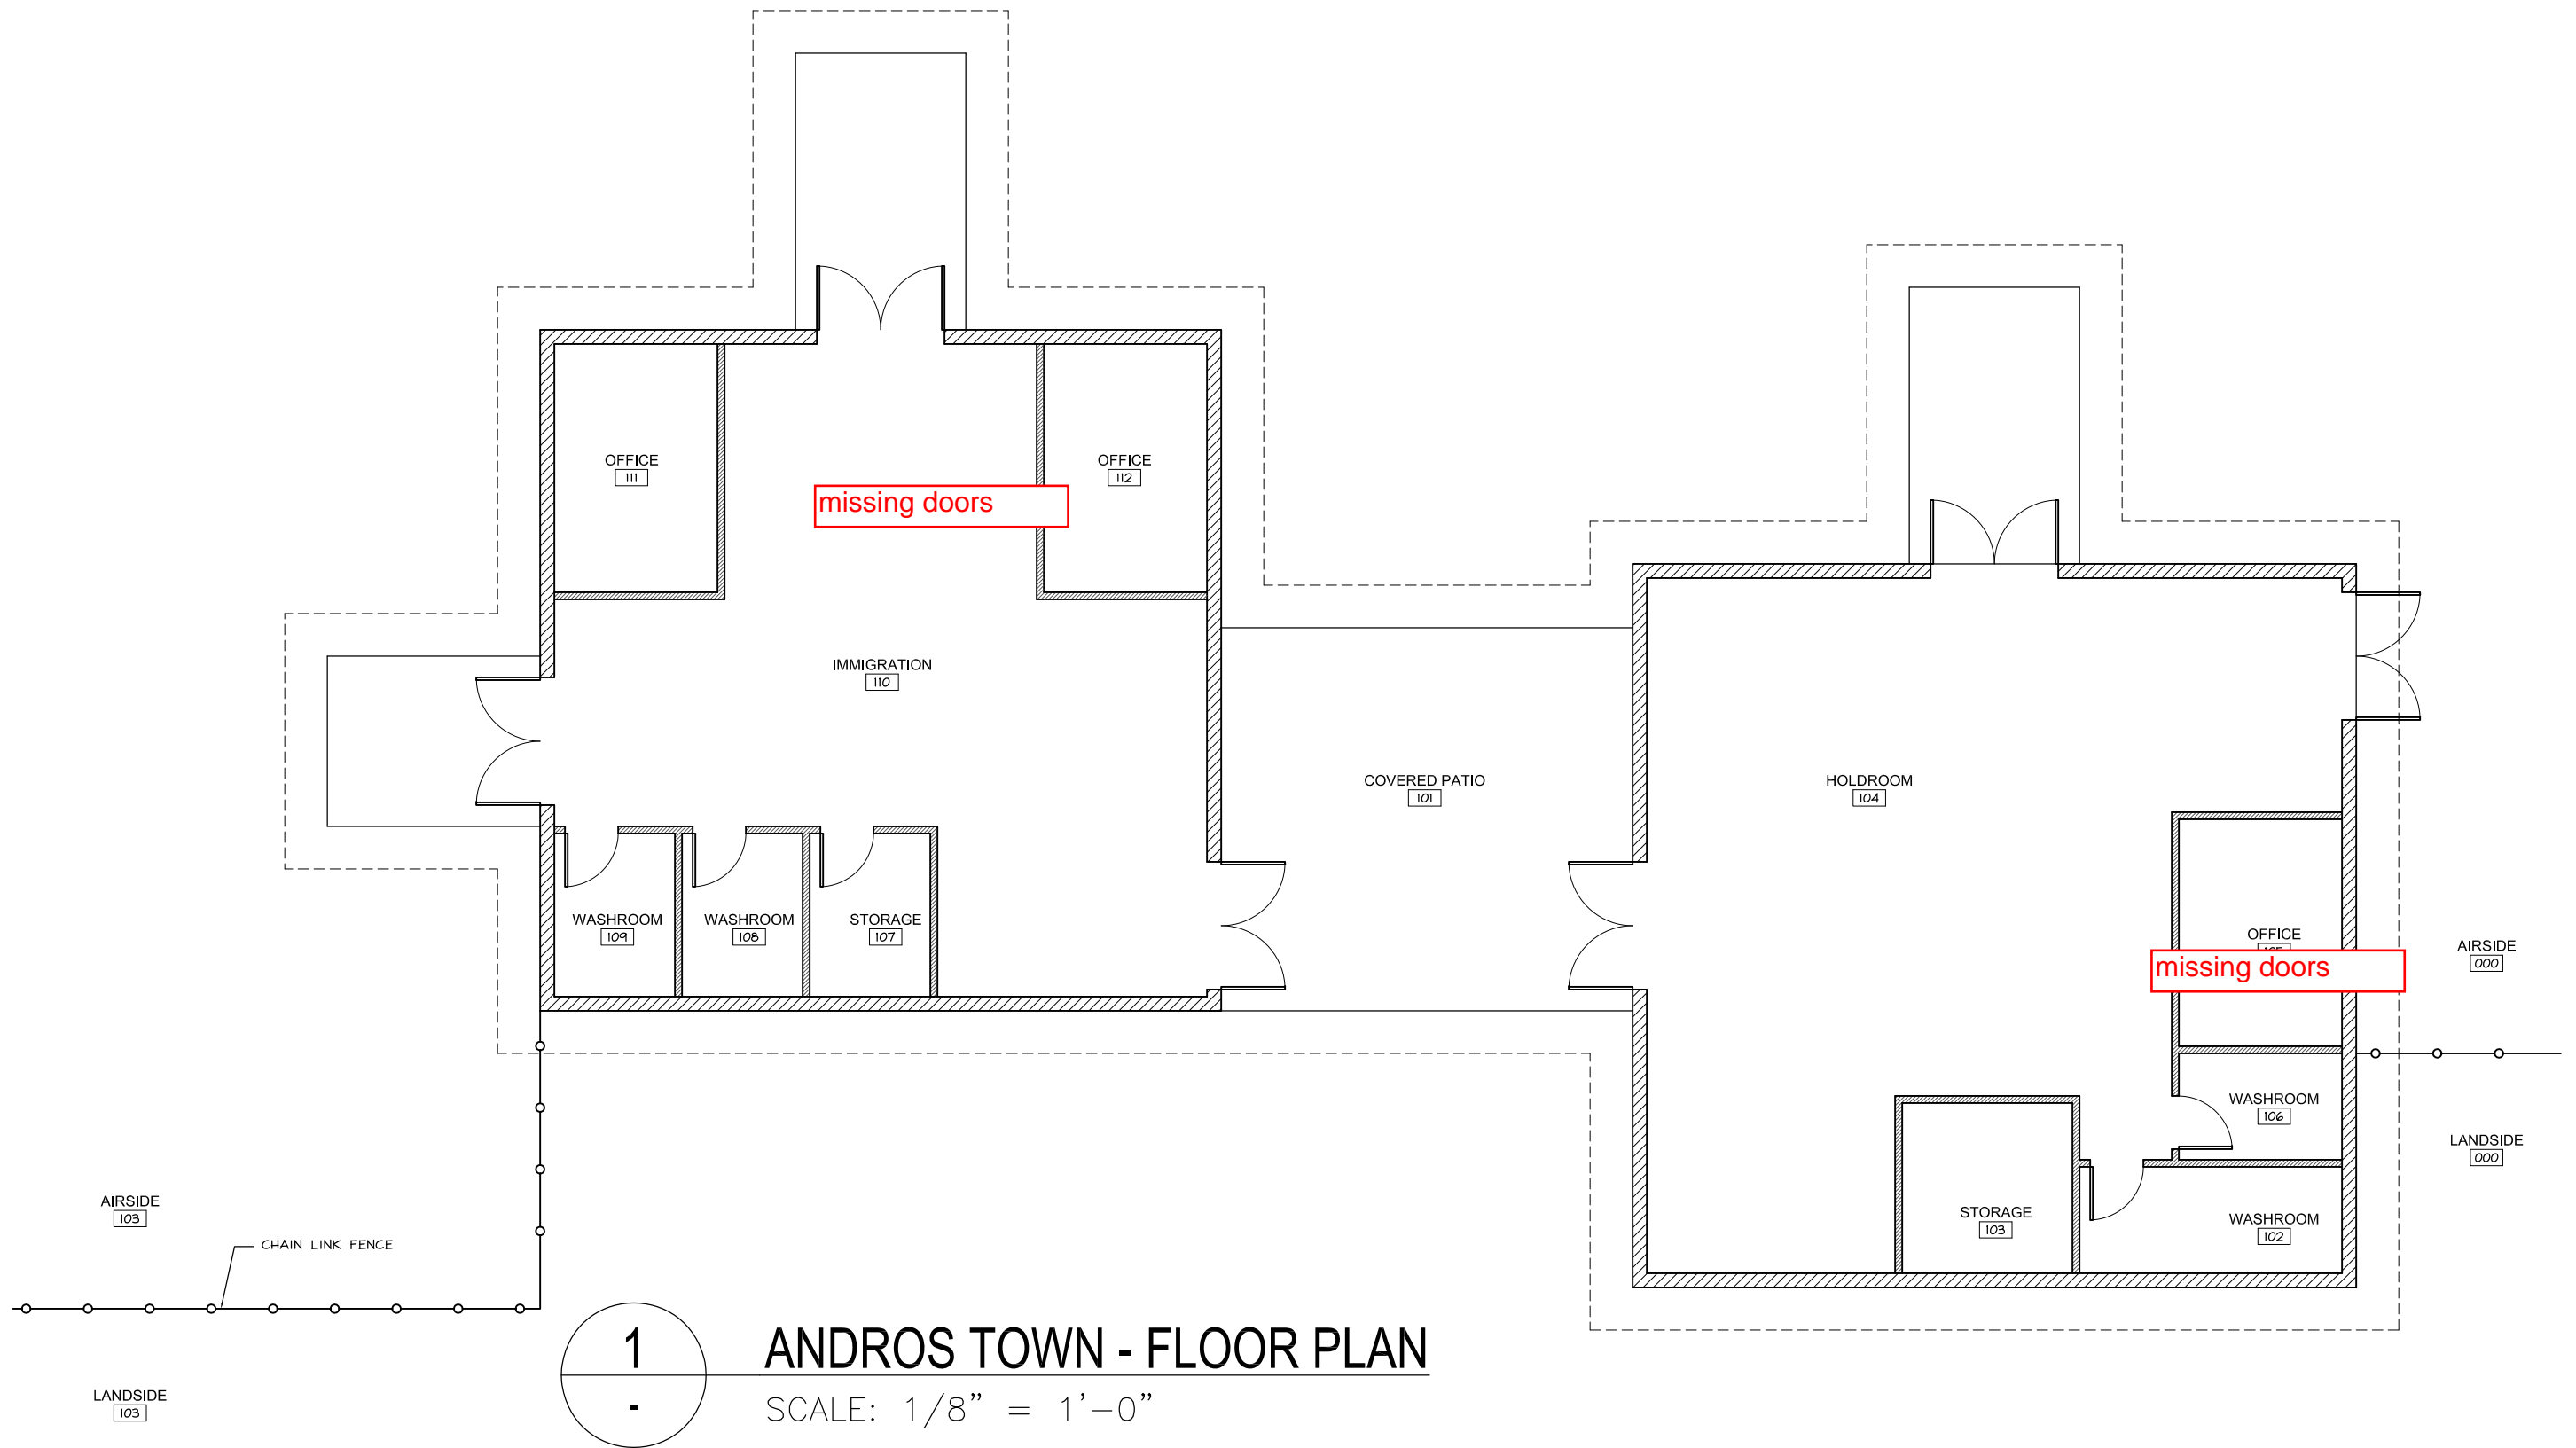 OFFICE
111
OFFICE
112
missing doors
IMMIGRATION
110
COVERED PATIO
101
HOLDROOM
104
WASHROOM
109
WASHROOM
108
STORAGE
107
OFFICE
missing doors
AIRSIDE
000
WASHROOM
106
LANDSIDE
000
STORAGE
103
WASHROOM
102
AIRSIDE
103
CHAIN LINK FENCE
LANDSIDE
103
1
-
ANDROS TOWN - FLOOR PLAN
SCALE: 1/8" = 1'-0"